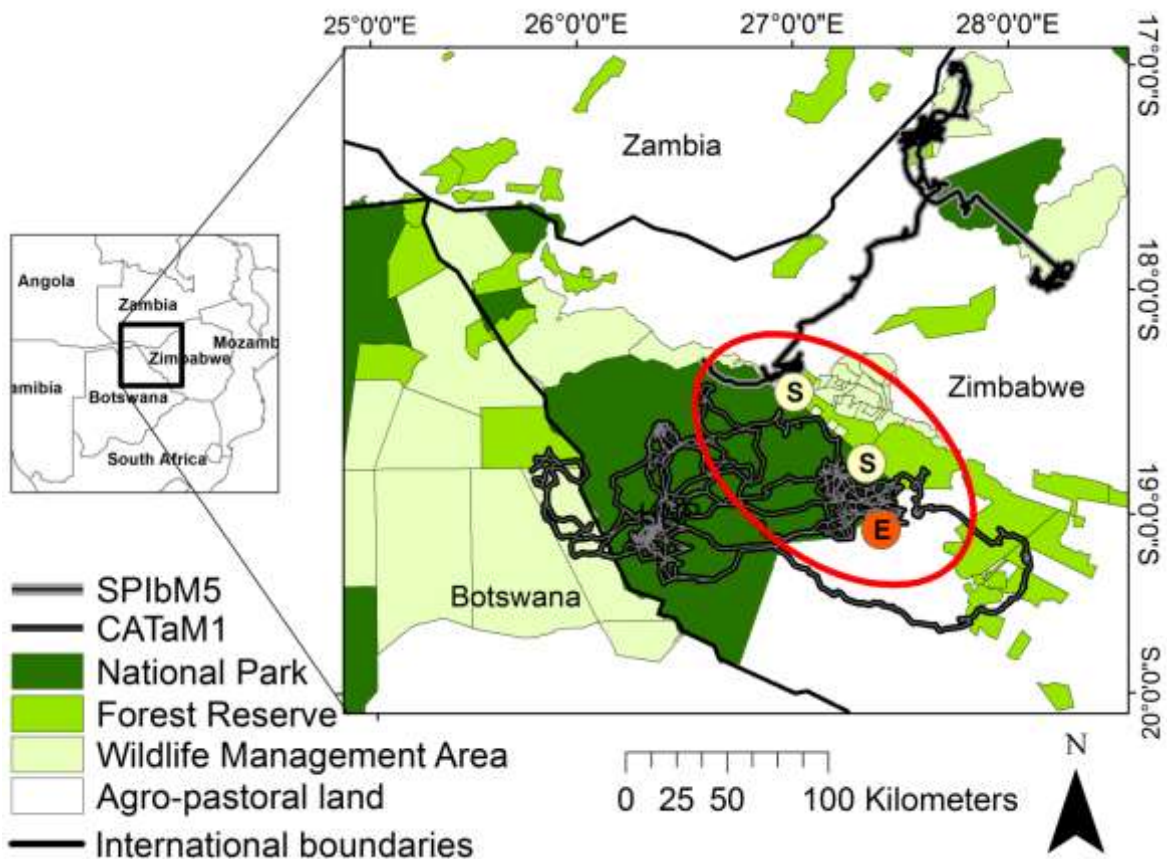 25°0'0"E
26°0'0"E
27°0'0"E
28°0'0"E
17°0'0"S
18°0'0"S
19°0'0"S
20°0'0"S
Zambia
Zimbabwe
Botswana
S
S
E
Angola
Zambia
Mozamb
Zimbabwe
amibia
Botswana
South Africa
SPIbM5
CATaM1
National Park
Forest Reserve
Wildlife Management Area
Agro-pastoral land
International boundaries
0 25 50 100 Kilometers
N